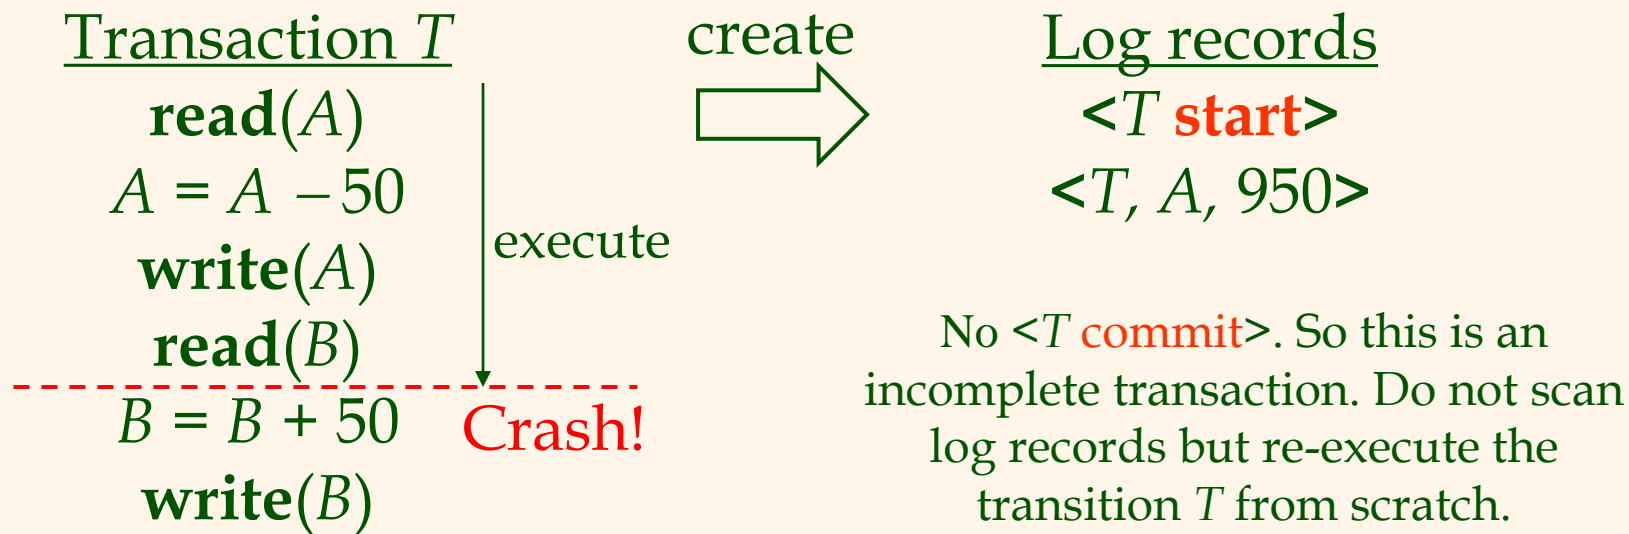 Transaction T
read(A)
A = A – 50
write(A)
read(B)
B = B + 50
write(B)
execute
Crash!
create
Log records
<T start>
<T, A, 950>
No <T commit>. So this is an
incomplete transaction. Do not scan
log records but re-execute the
transition T from scratch.